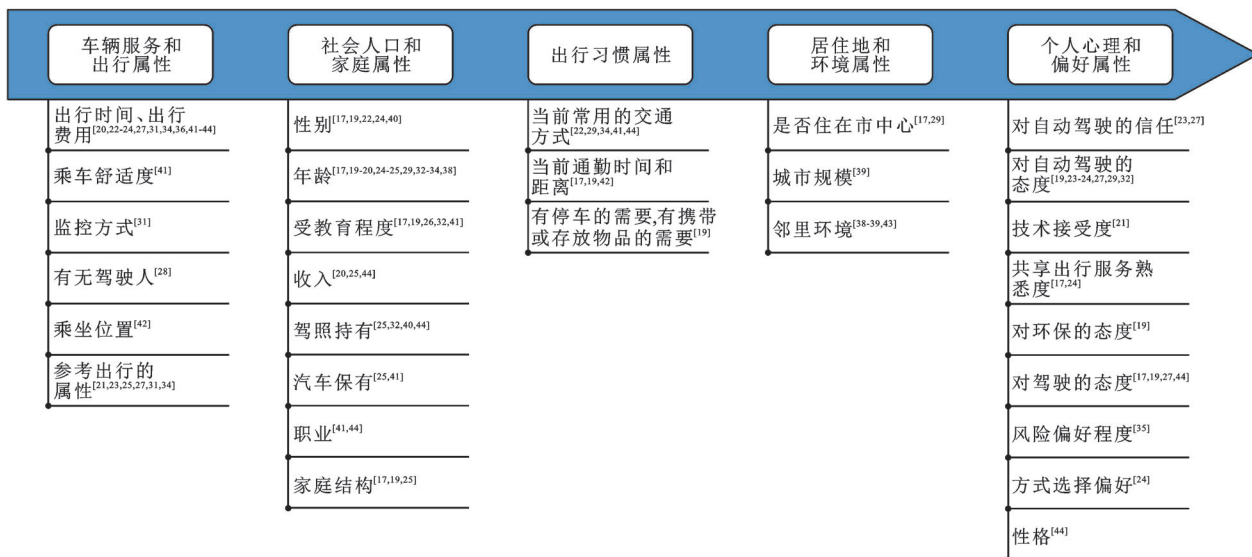 车辆服务和
出行属性
社会人口和
家庭属性
出行习惯属性
居住地和
环境属性
个人心理和
偏好属性
出行时间、出行
费用[20,22-24,27,31,34,36,41-44]
乘车舒适度[41]
监控方式[31]
有无驾驶人[28]
乘坐位置[42]
参考出行的
属性[21,23,25,27,31,34]
性别[17,19,22,24,40]
年龄[17,19-20,24-25,29,32-34,38]
受教育程度[17,19,26,32,41]
收入[20,25,44]
驾照持有[25,32,40,44]
汽车保有[25,41]
职业[41,44]
家庭结构[17,19,25]
当前常用的交通
方式[22,29,34,41,44]
当前通勤时间和
距离[17,19,42]
有停车的需要,有携带
或存放物品的需要[19]
是否住在市中心[17,29]
城市规模[39]
邻里环境[38-39,43]
对自动驾驶的信任[23,27]
对自动驾驶的
态度[19,23-24,27,29,32]
技术接受度[21]
共享出行服务熟
悉度[17,24]
对环保的态度[19]
对驾驶的态度[17,19,27,44]
风险偏好程度[35]
方式选择偏好[24]
性格[44]